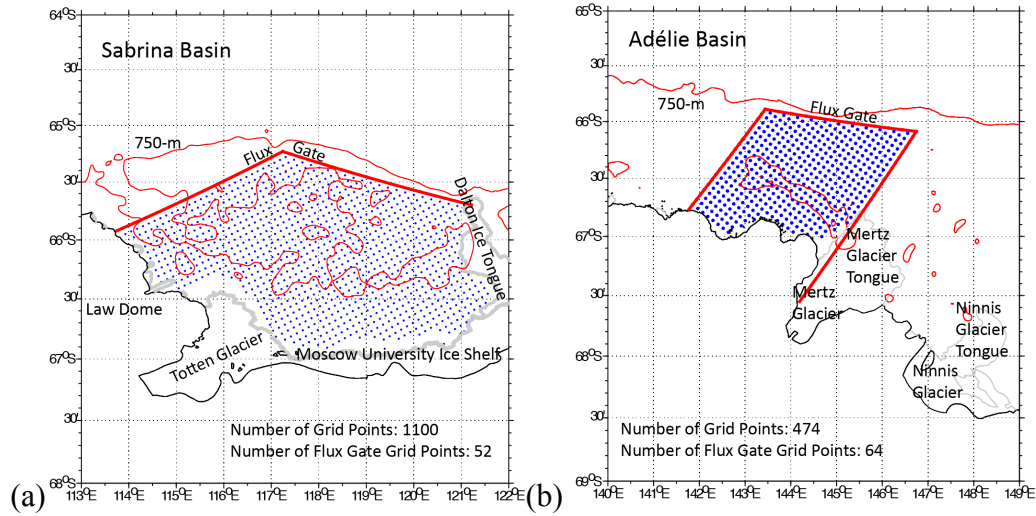 Sabrina Basin
64°S
30'
65°S
30'
66°S
30'
67°S
30'
68°S
750-m
Flux Gate
Dalton Ice Tongue
Law Dome
Totten Glacier
Moscow University Ice Shelf
Number of Grid Points: 1100
Number of Flux Gate Grid Points: 52
113°E 114°E 115°E 116°E 117°E 118°E 119°E 120°E 121°E 122°E
(a)
Adélie Basin
65°S
30'
66°S
30'
67°S
30'
68°S
30'
69°S
750-m
Flux Gate
Mertz
Glacier
Tongue
Mertz
Glacier
Ninnis
Glacier
Tongue
Ninnis
Glacier
Number of Grid Points: 474
Number of Flux Gate Grid Points: 64
140°E 141°E 142°E 143°E 144°E 145°E 146°E 147°E 148°E 149°E
(b)